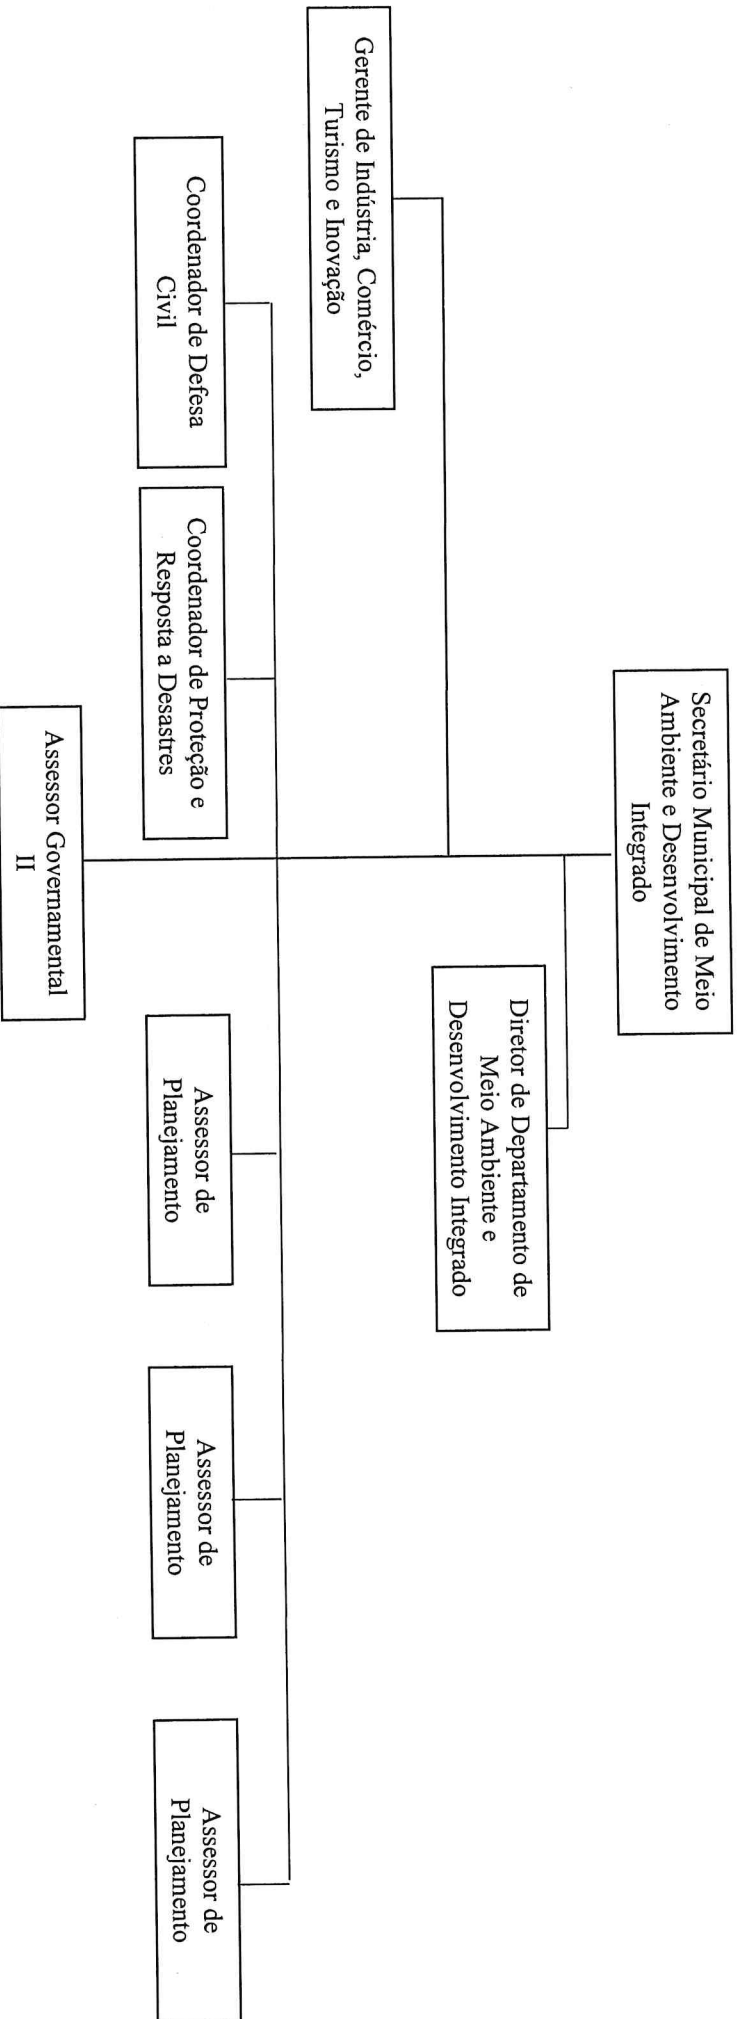 Secretário Municipal de Meio
Ambiente e Desenvolvimento
Integrado
Diretor de Departamento de
Meio Ambiente e
Desenvolvimento Integrado
Gerente de Indústria, Comércio,
Turismo e Inovação
Coordenador de Defesa
Civil
Coordenador de Proteção e
Resposta a Desastres
Assessor de
Planejamento
Assessor de
Planejamento
Assessor de
Planejamento
Assessor Governamental
II